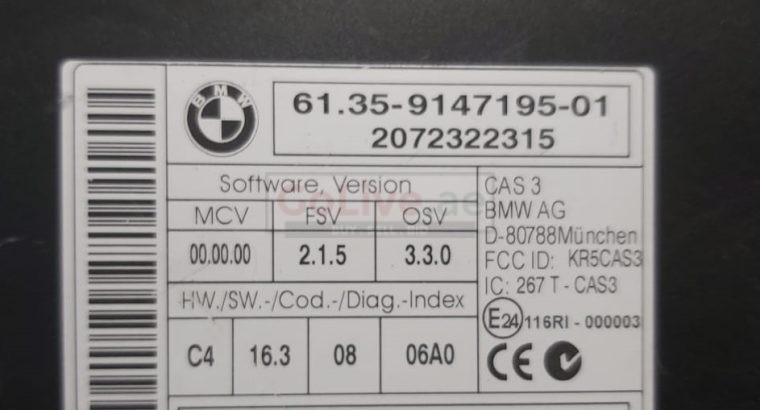 BMW
61.35-9147195-01
2072322315
Software, Version
MCV FSV OSV
00.00.00 2.1.5 3.3.0
HW./SW.-/Cod.-/Diag.-Index
C4 16.3 08 06A0
CAS 3
BMW AG
D-80788München
FCC ID: KR5CAS3
IC: 267 T - CAS3
E24 116RI - 000003
CE
GoLive.ae